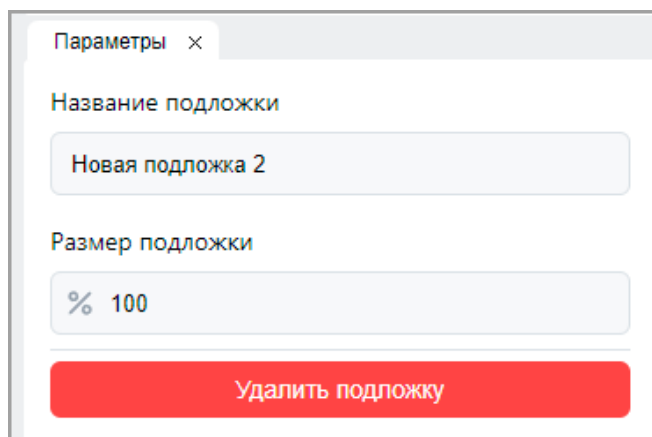 Параметры ×
Название подложки
Новая подложка 2
Размер подложки
% 100
Удалить подложку